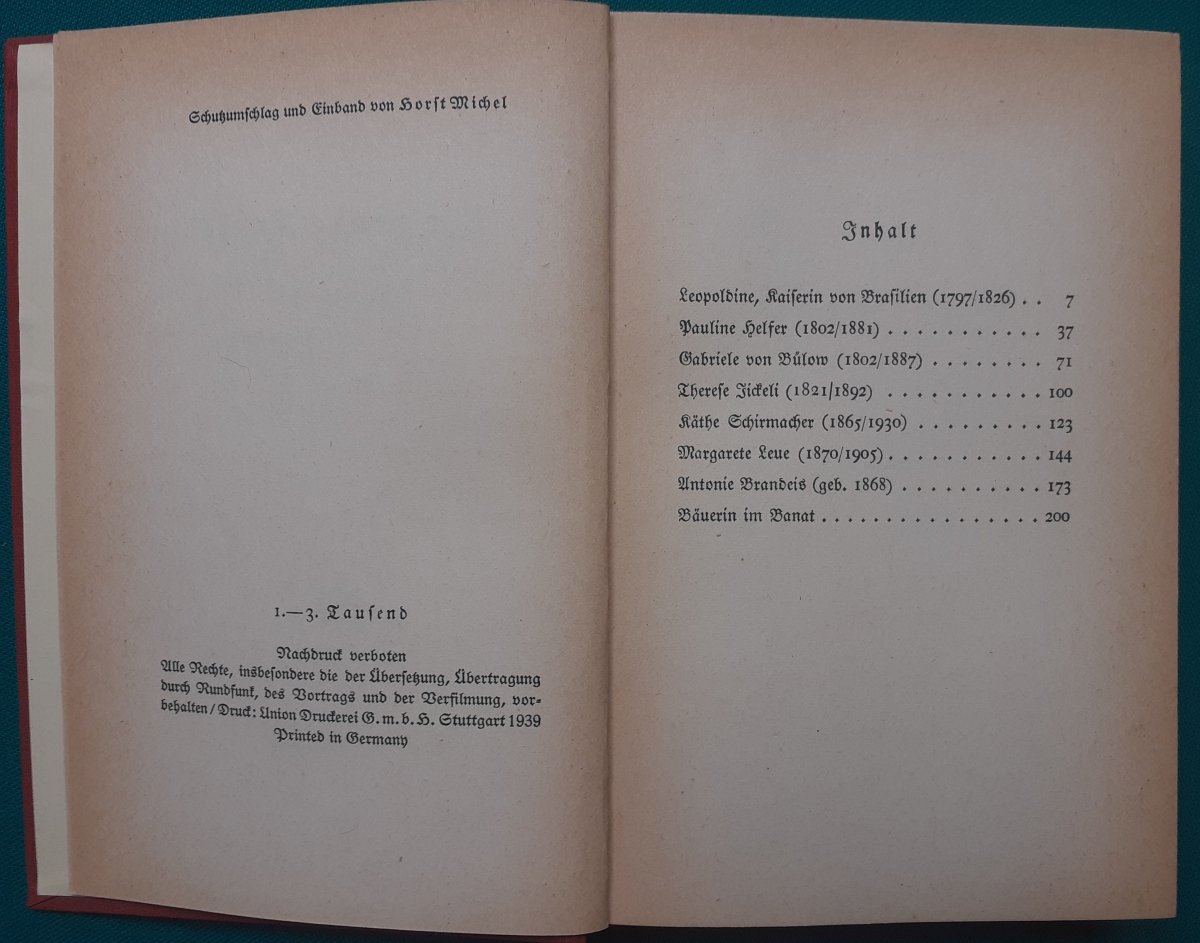 Schutzumschlag und Einband von Horst Michel
1.—3. Tausend
Nachdruck verboten
Alle Rechte, insbesondere die der Übersetzung, Übertragung
durch Rundfunk, des Vortrags und der Verfilmung, vor-
behalten / Druck: Union Druckerei G.m.b.H. Stuttgart 1939
Printed in Germany
Inhalt
Leopoldine, Kaiserin von Brasilien (1797/1826) . . 7
Pauline Helfer (1802/1881) . . . . . . . . . . . . 37
Gabriele von Bülow (1802/1887) . . . . . . . . . 71
Therese Jickeli (1821/1892) . . . . . . . . . . . . 100
Käthe Schirmacher (1865/1930) . . . . . . . . . . 123
Margarete Leue (1870/1905) . . . . . . . . . . . . 144
Antonie Brandeis (geb. 1868) . . . . . . . . . . . 173
Bäuerin im Banat . . . . . . . . . . . . . . . . . 200